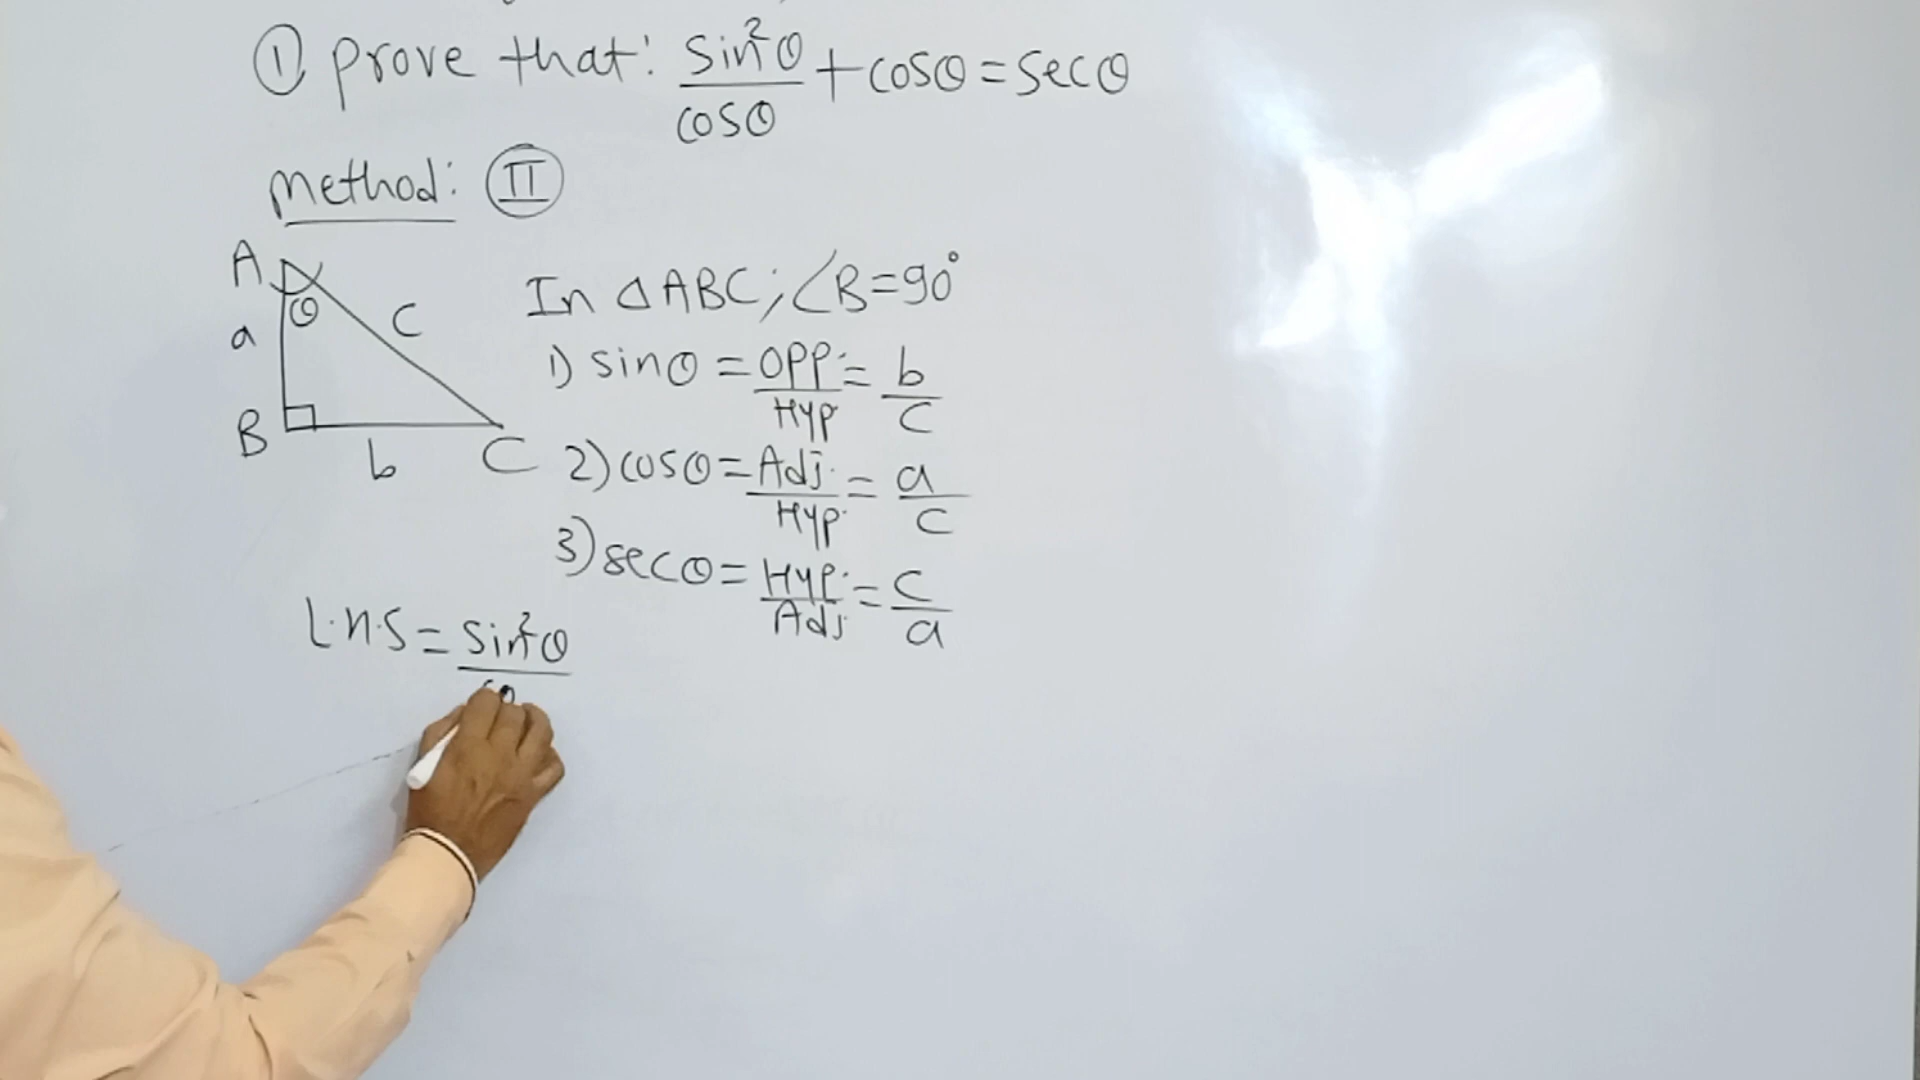 ① prove that: sin²θ/cosθ + cosθ = secθ
method: II
A
θ
a
c
B
b
C
In △ABC; ∠B=90°
1) sinθ = OPP./Hyp = b/c
2) cosθ = Adj./Hyp. = a/c
3) secθ = Hyp./Adj = c/a
L.H.S = sin²θ/co